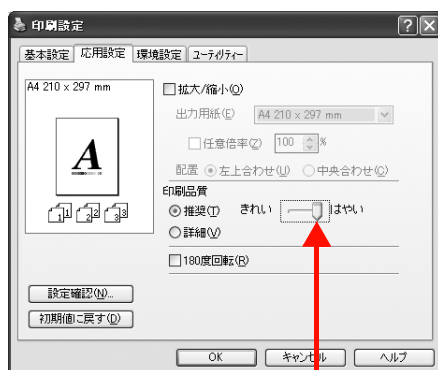 印刷設定
基本設定 応用設定 環境設定 ユーティリティー
A4 210 x 297 mm
A
1 2 3
設定確認(N)...
初期値に戻す(D)
拡大/縮小(O)
出力用紙(E) A4 210 x 297 mm
任意倍率(Z) 100 %
配置 左上合わせ(U) 中央合わせ(C)
印刷品質
推奨(T) きれい はやい
詳細(V)
180度回転(R)
OK キャンセル ヘルプ